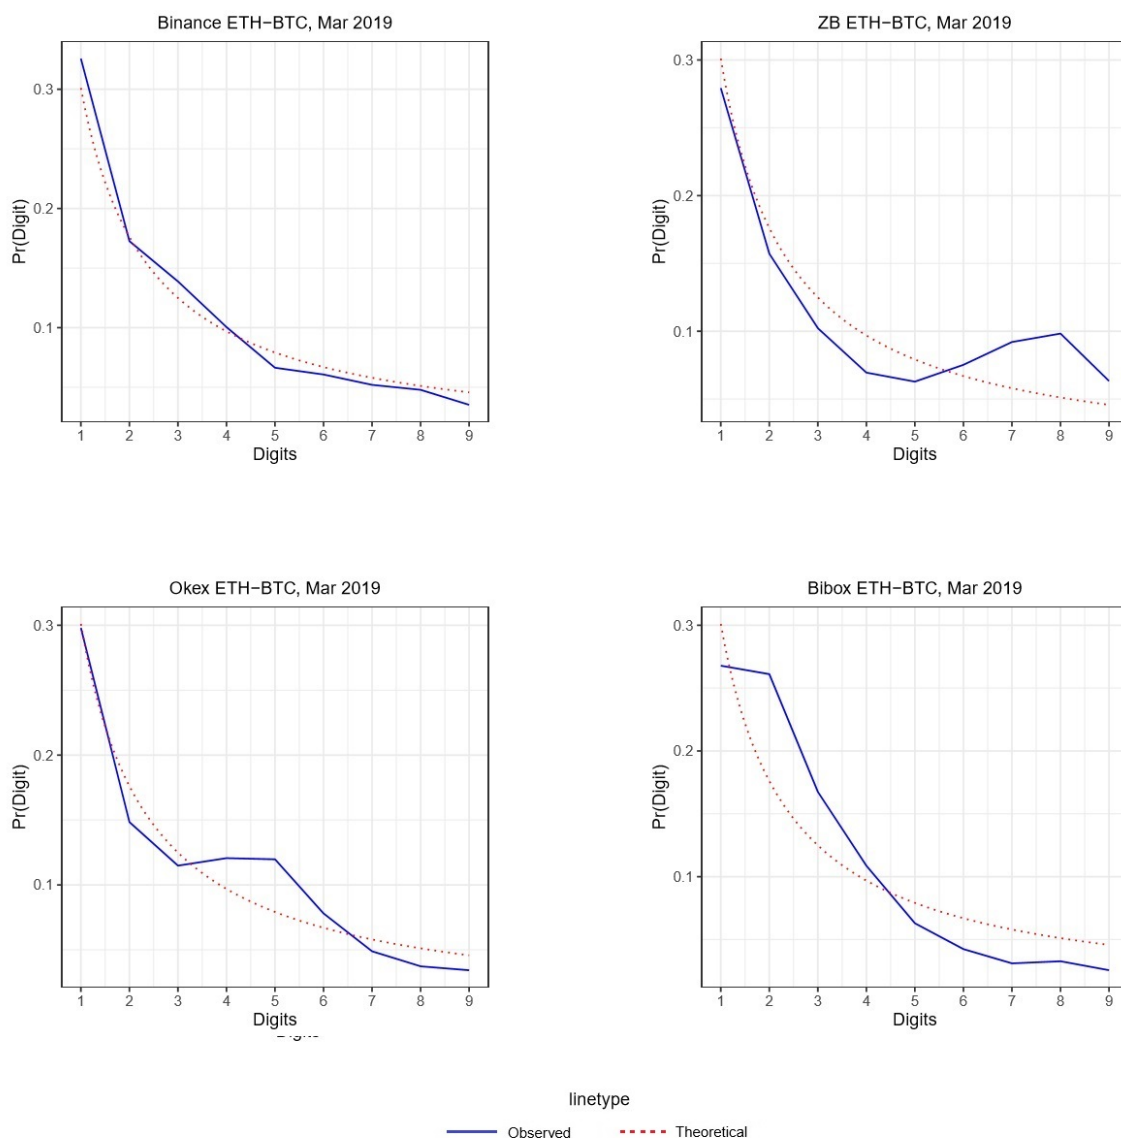 Binance ETH−BTC, Mar 2019
Pr(Digit)
0.3
0.2
0.1
1 2 3 4 5 6 7 8 9
Digits
ZB ETH−BTC, Mar 2019
Pr(Digit)
0.3
0.2
0.1
1 2 3 4 5 6 7 8 9
Digits
Okex ETH−BTC, Mar 2019
Pr(Digit)
0.3
0.2
0.1
1 2 3 4 5 6 7 8 9
Digits
Bibox ETH−BTC, Mar 2019
Pr(Digit)
0.3
0.2
0.1
1 2 3 4 5 6 7 8 9
Digits
linetype
Observed Theoretical